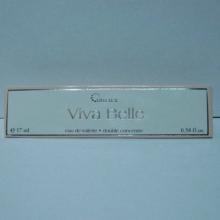 Viva Belle
℮ 17 ml eau de toilette • double concentrée 0.58 fl oz